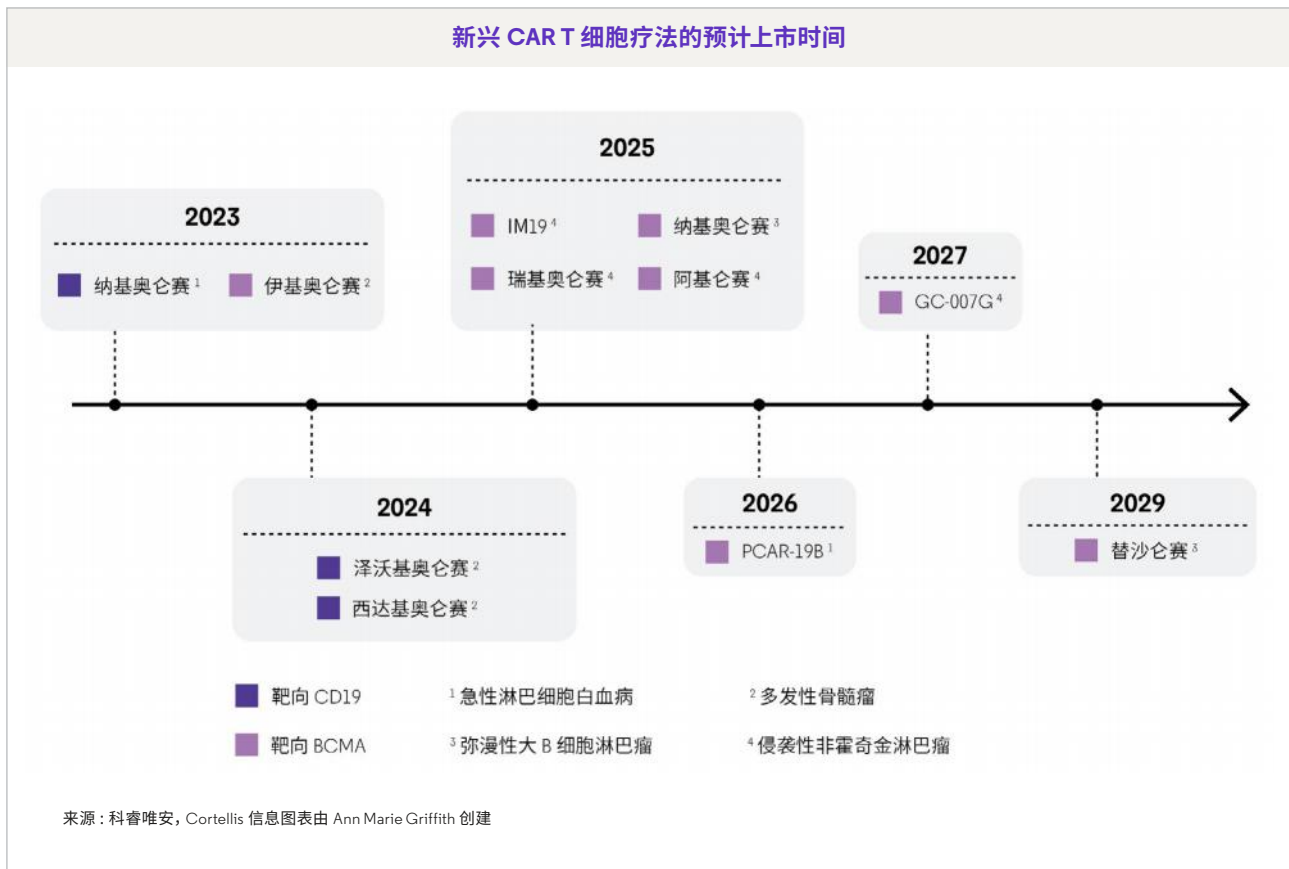 新兴 CAR T 细胞疗法的预计上市时间
2023
纳基奥仑赛¹ 伊基奥仑赛²
2025
IM19⁴ 纳基奥仑赛³
瑞基奥仑赛⁴ 阿基仑赛⁴
2027
GC-007G⁴
2024
泽沃基奥仑赛²
西达基奥仑赛²
2026
PCAR-19B¹
2029
替沙仑赛³
靶向 CD19 ¹ 急性淋巴细胞白血病 ² 多发性骨髓瘤
靶向 BCMA ³ 弥漫性大 B 细胞淋巴瘤 ⁴ 侵袭性非霍奇金淋巴瘤
来源：科睿唯安，Cortellis 信息图表由 Ann Marie Griffith 创建